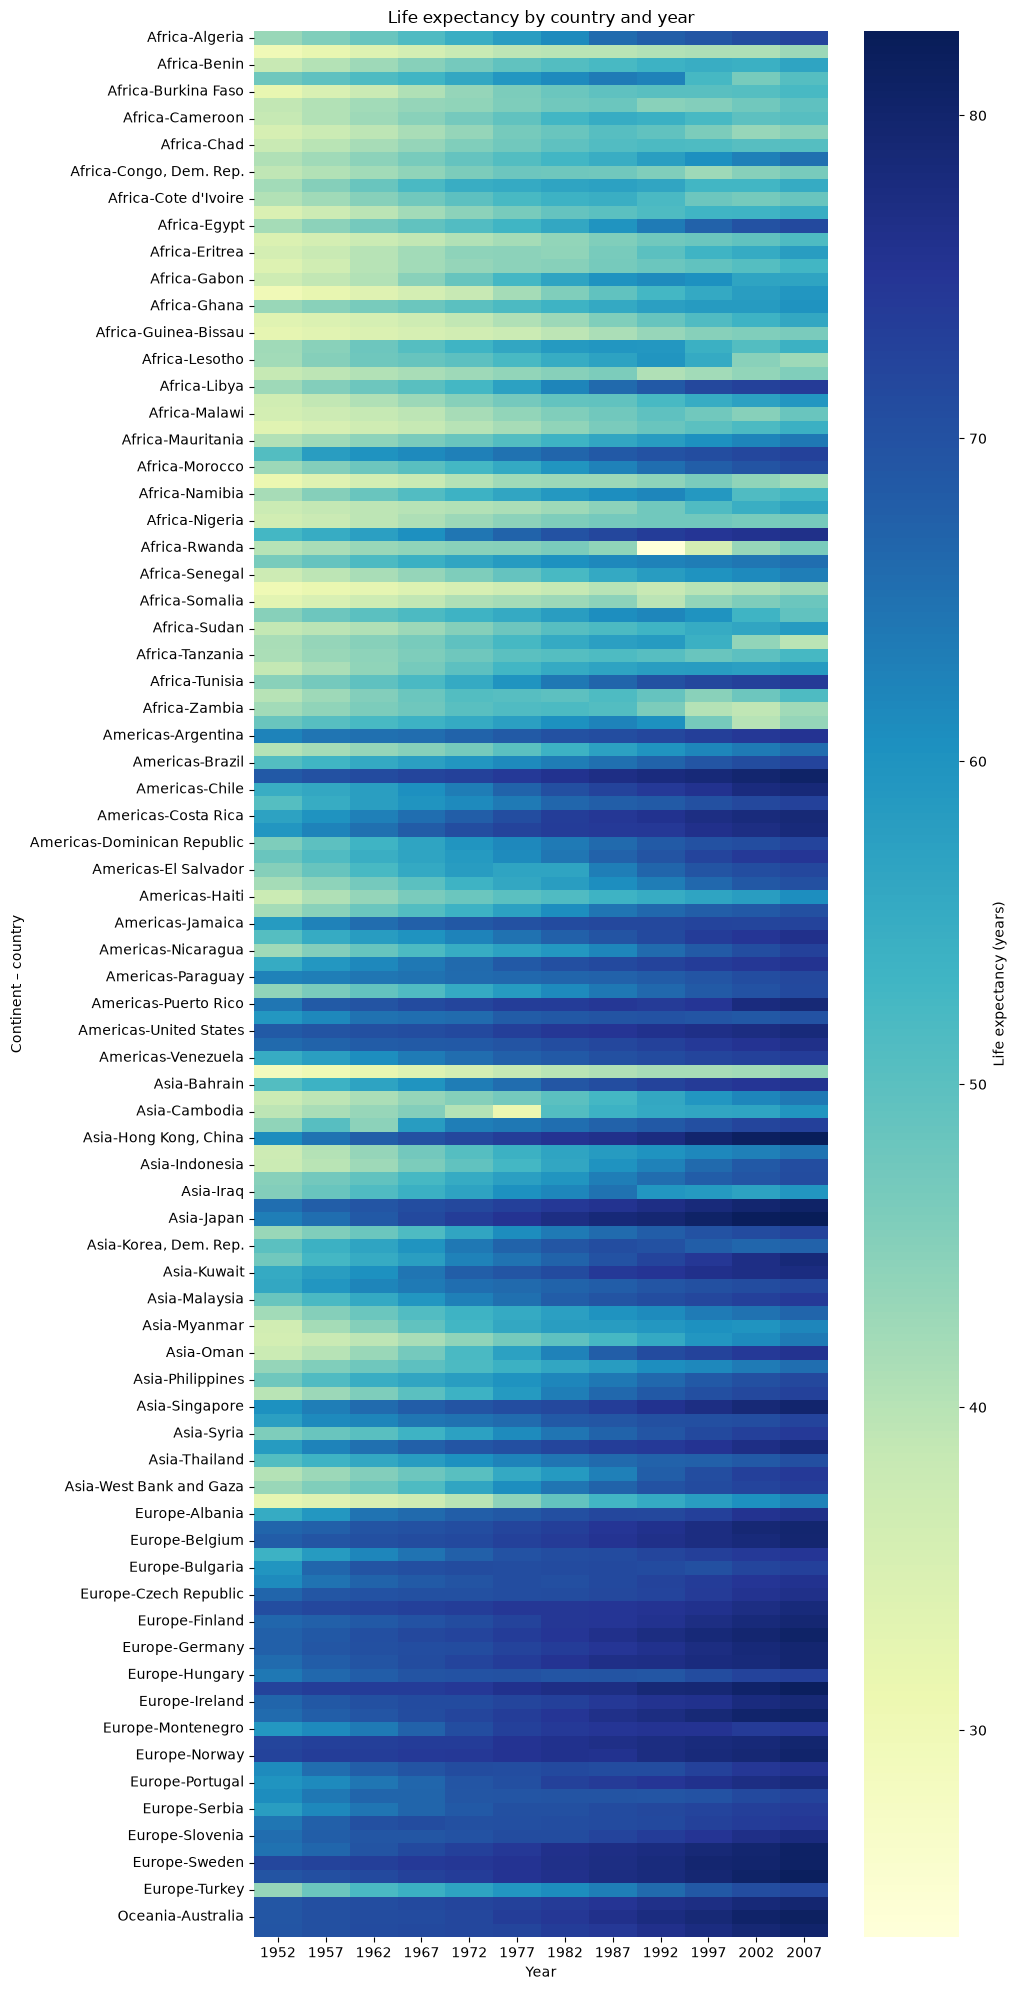 Life expectancy by country and year
Africa-Algeria
Africa-Benin
Africa-Burkina Faso
Africa-Cameroon
Africa-Chad
Africa-Congo, Dem. Rep.
Africa-Cote d'Ivoire
Africa-Egypt
Africa-Eritrea
Africa-Gabon
Africa-Ghana
Africa-Guinea-Bissau
Africa-Lesotho
Africa-Libya
Africa-Malawi
Africa-Mauritania
Africa-Morocco
Africa-Namibia
Africa-Nigeria
Africa-Rwanda
Africa-Senegal
Africa-Somalia
Africa-Sudan
Africa-Tanzania
Africa-Tunisia
Africa-Zambia
Americas-Argentina
Americas-Brazil
Americas-Chile
Americas-Costa Rica
Americas-Dominican Republic
Americas-El Salvador
Americas-Haiti
Americas-Jamaica
Americas-Nicaragua
Americas-Paraguay
Americas-Puerto Rico
Americas-United States
Americas-Venezuela
Asia-Bahrain
Asia-Cambodia
Asia-Hong Kong, China
Asia-Indonesia
Asia-Iraq
Asia-Japan
Asia-Korea, Dem. Rep.
Asia-Kuwait
Asia-Malaysia
Asia-Myanmar
Asia-Oman
Asia-Philippines
Asia-Singapore
Asia-Syria
Asia-Thailand
Asia-West Bank and Gaza
Europe-Albania
Europe-Belgium
Europe-Bulgaria
Europe-Czech Republic
Europe-Finland
Europe-Germany
Europe-Hungary
Europe-Ireland
Europe-Montenegro
Europe-Norway
Europe-Portugal
Europe-Serbia
Europe-Slovenia
Europe-Sweden
Europe-Turkey
Oceania-Australia
Continent – country
1952 1957 1962 1967 1972 1977 1982 1987 1992 1997 2002 2007
Year
80
70
60
50
40
30
Life expectancy (years)